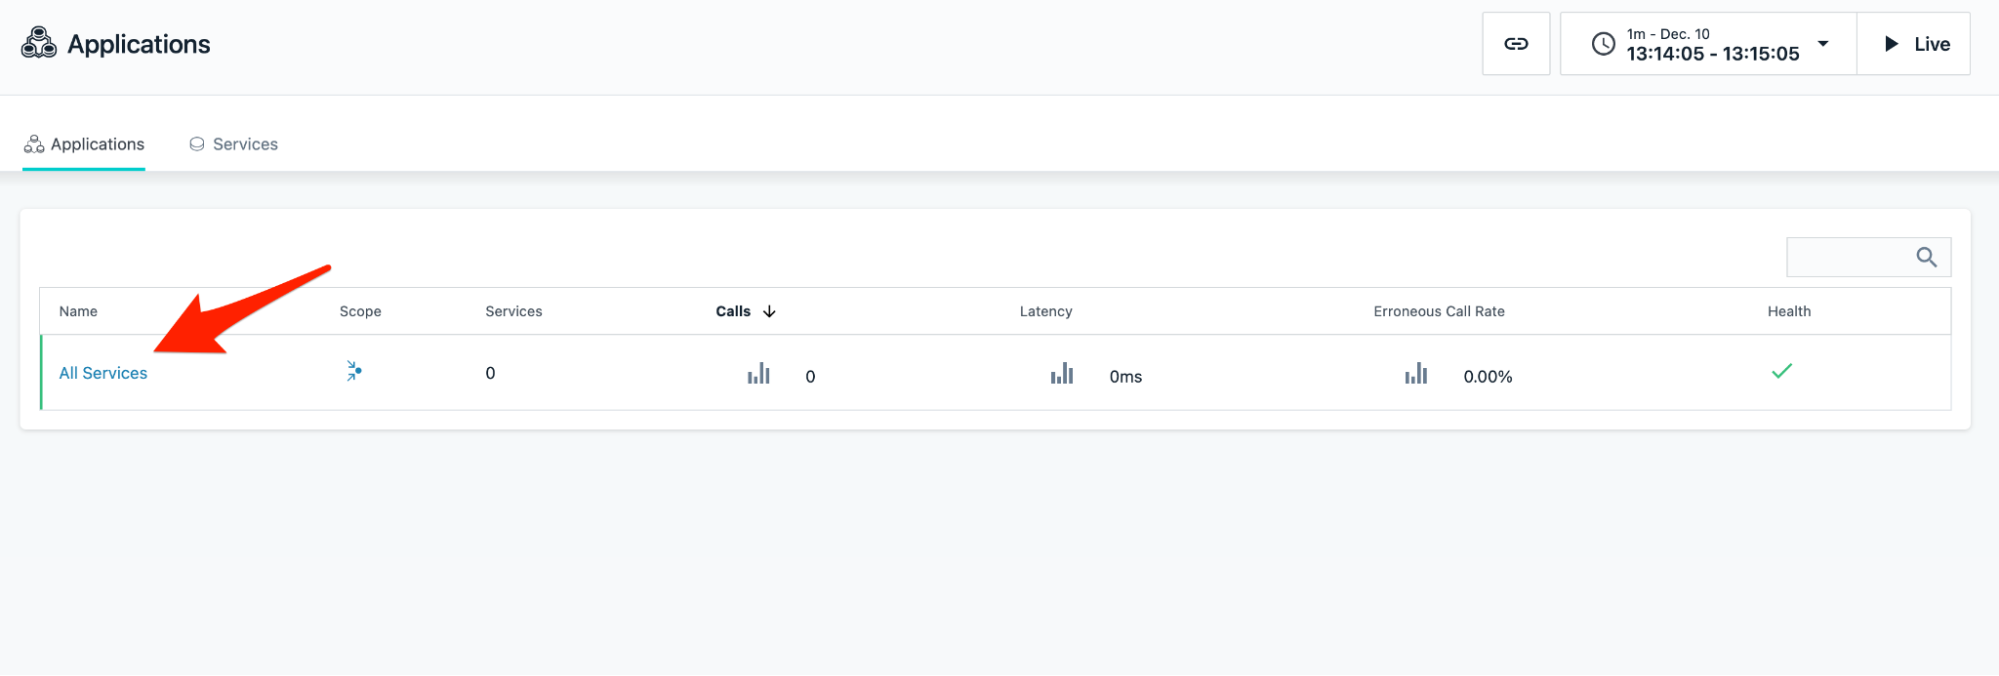 Applications
1m - Dec. 10
13:14:05 - 13:15:05
Live
Applications
Services
Name
Scope
Services
Calls
Latency
Erroneous Call Rate
Health
All Services
0
0
0ms
0.00%